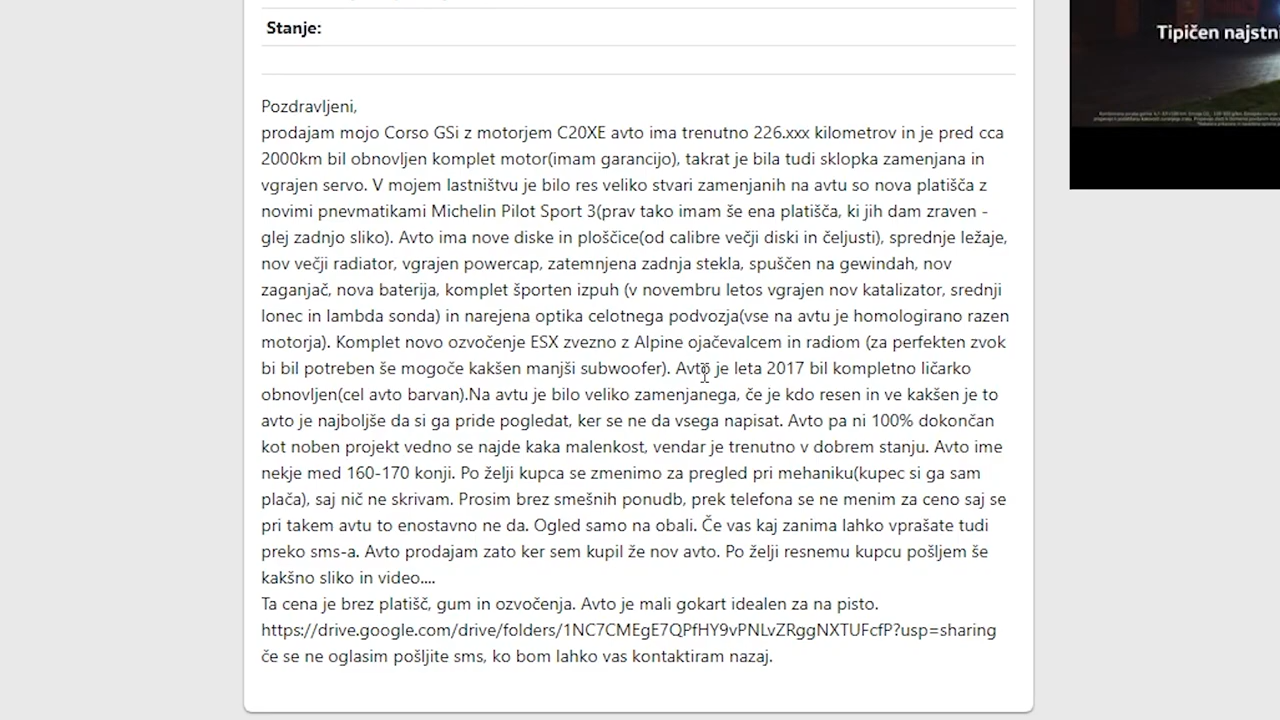 Stanje:
Tipičen najstni
Pozdravljeni,
prodajam mojo Corso GSi z motorjem C20XE avto ima trenutno 226.xxx kilometrov in je pred cca
2000km bil obnovljen komplet motor(imam garancijo), takrat je bila tudi sklopka zamenjana in
vgrajen servo. V mojem lastništvu je bilo res veliko stvari zamenjanih na avtu so nova platišča z
novimi pnevmatikami Michelin Pilot Sport 3(prav tako imam še ena platišča, ki jih dam zraven -
glej zadnjo sliko). Avto ima nove diske in ploščice(od calibre večji diski in čeljusti), sprednje ležaje,
nov večji radiator, vgrajen powercap, zatemnjena zadnja stekla, spuščen na gewindah, nov
zaganjač, nova baterija, komplet športen izpuh (v novembru letos vgrajen nov katalizator, srednji
lonec in lambda sonda) in narejena optika celotnega podvozja(vse na avtu je homologirano razen
motorja). Komplet novo ozvočenje ESX zvezno z Alpine ojačevalcem in radiom (za perfekten zvok
bi bil potreben še mogoče kakšen manjši subwoofer). Avto je leta 2017 bil kompletno ličarko
obnovljen(cel avto barvan).Na avtu je bilo veliko zamenjanega, če je kdo resen in ve kakšen je to
avto je najboljše da si ga pride pogledat, ker se ne da vsega napisat. Avto pa ni 100% dokončan
kot noben projekt vedno se najde kaka malenkost, vendar je trenutno v dobrem stanju. Avto ime
nekje med 160-170 konji. Po želji kupca se zmenimo za pregled pri mehaniku(kupec si ga sam
plača), saj nič ne skrivam. Prosim brez smešnih ponudb, prek telefona se ne menim za ceno saj se
pri takem avtu to enostavno ne da. Ogled samo na obali. Če vas kaj zanima lahko vprašate tudi
preko sms-a. Avto prodajam zato ker sem kupil že nov avto. Po želji resnemu kupcu pošljem še
kakšno sliko in video....
Ta cena je brez platišč, gum in ozvočenja. Avto je mali gokart idealen za na pisto.
https://drive.google.com/drive/folders/1NC7CMEgE7QPfHY9vPNLvZRggNXTUFcfP?usp=sharing
če se ne oglasim pošljite sms, ko bom lahko vas kontaktiram nazaj.